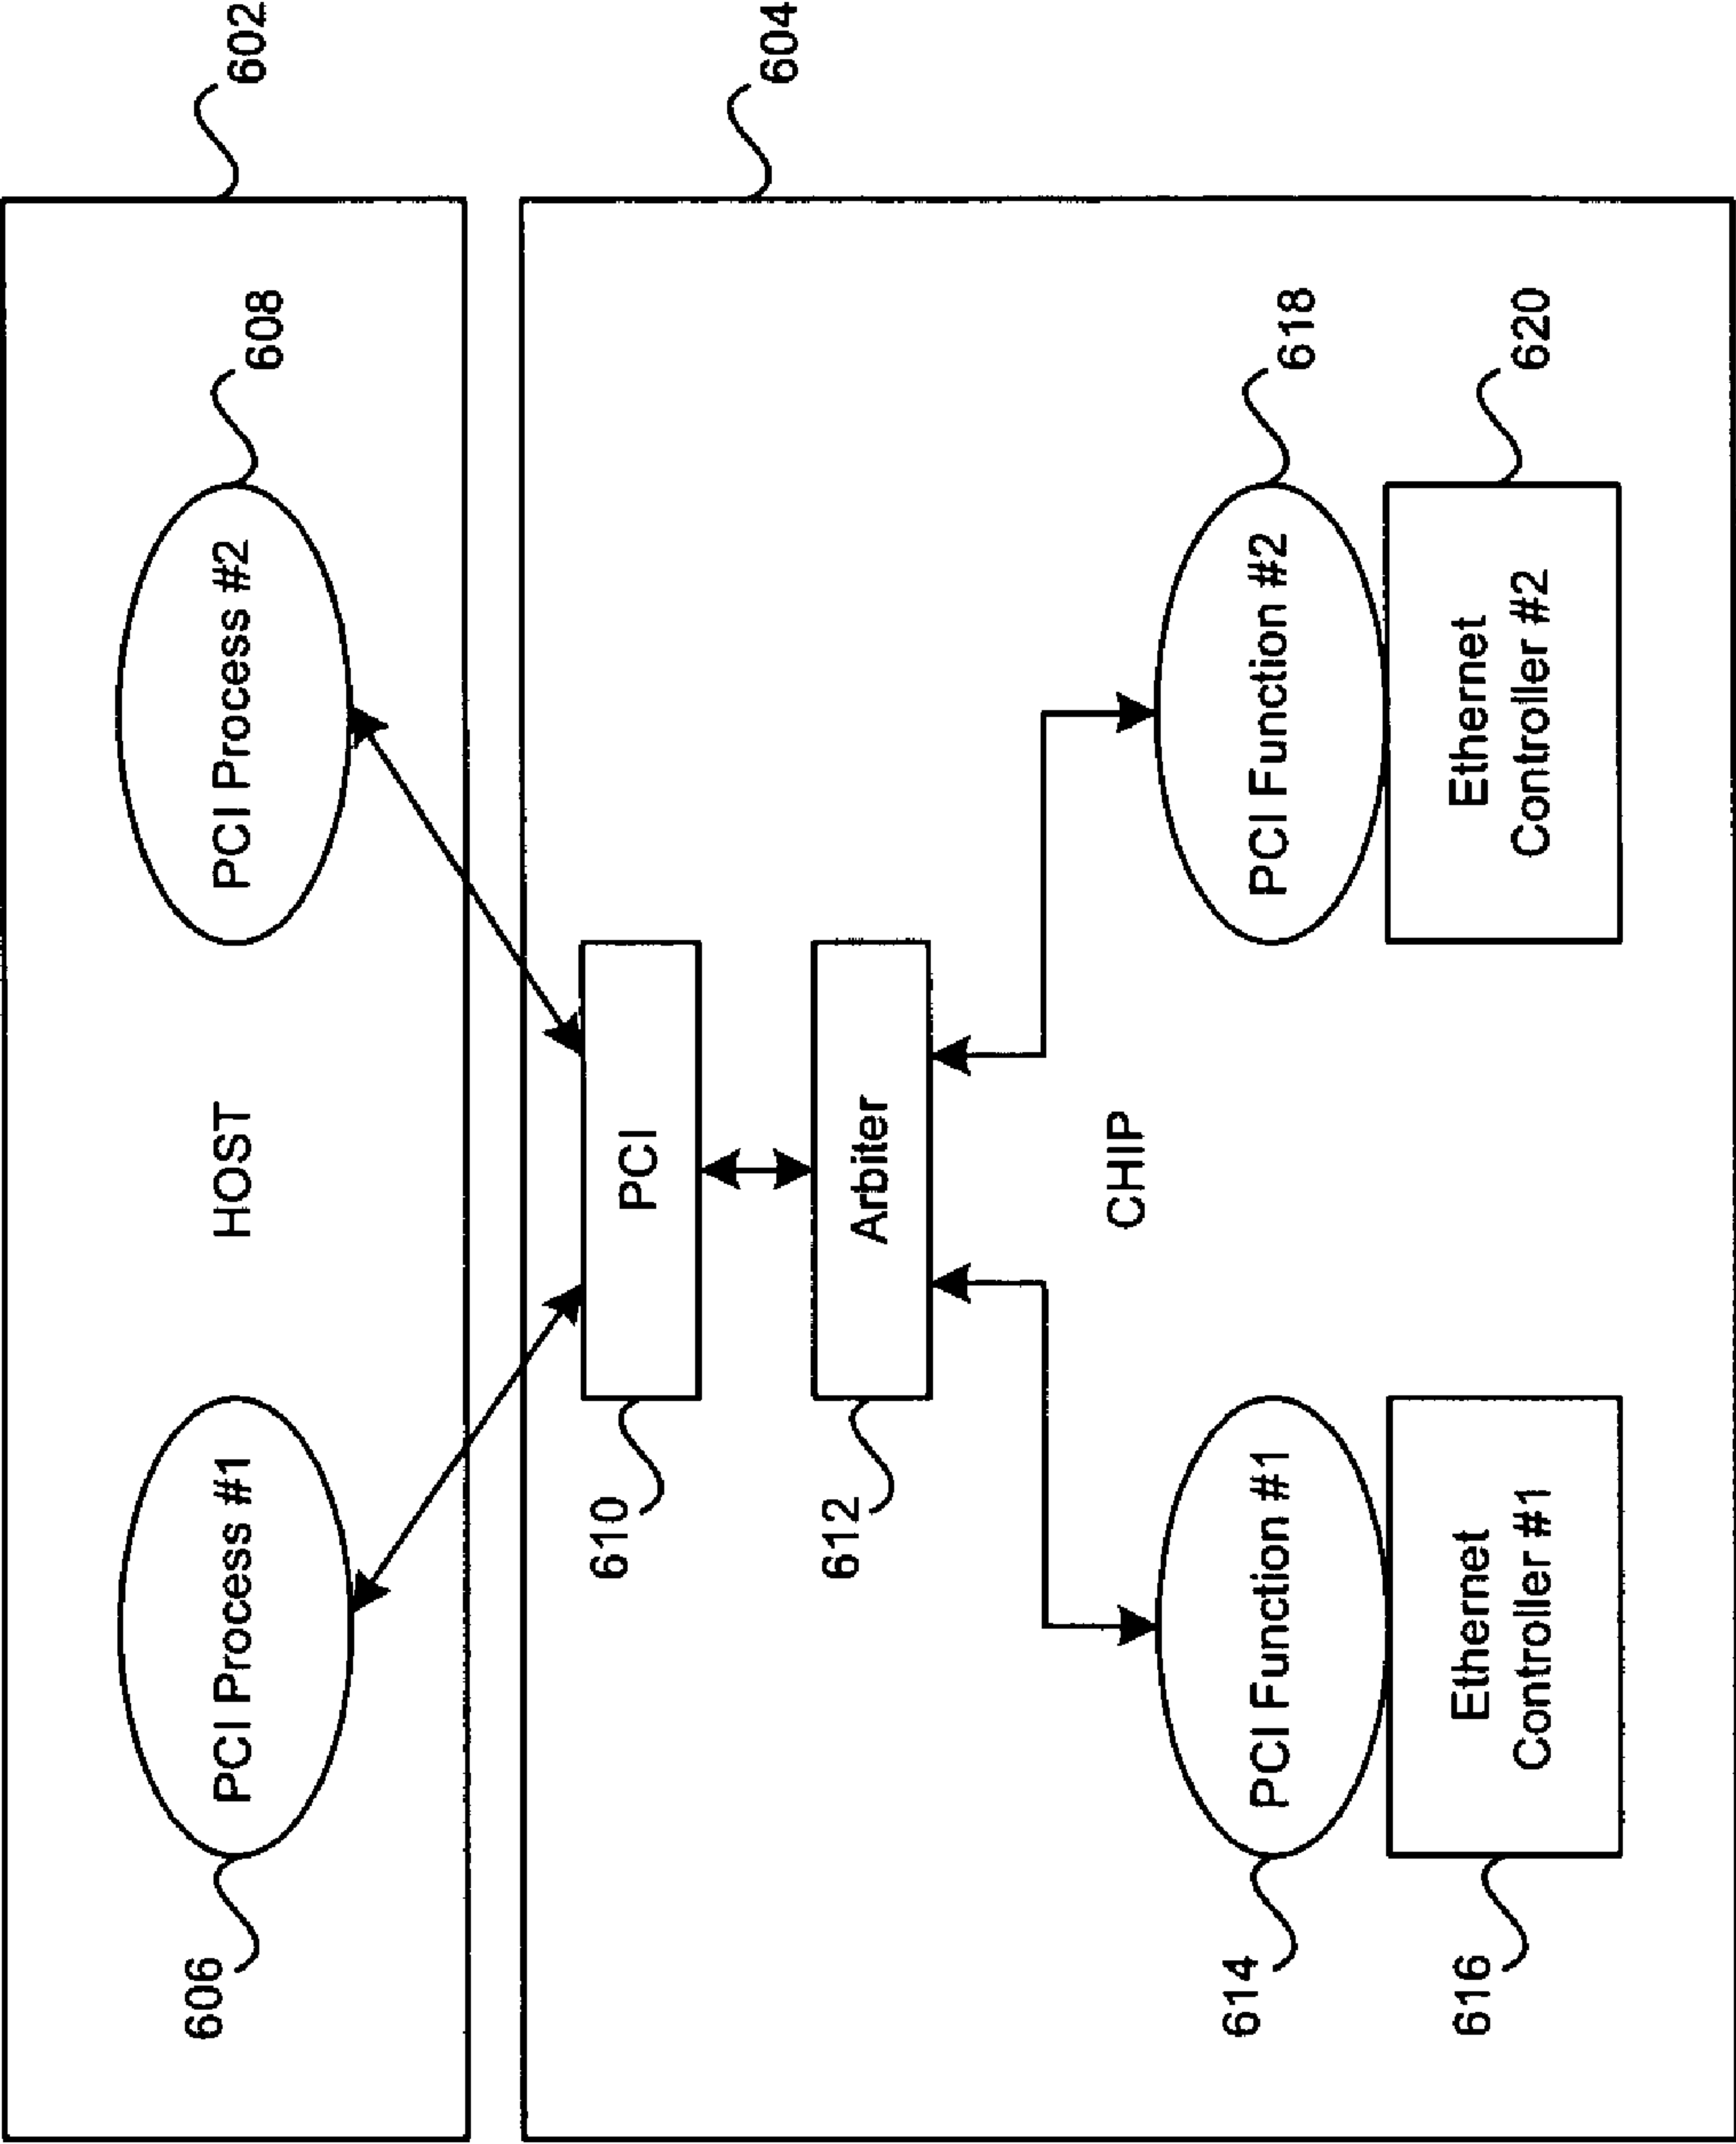 602
HOST
PCI Process #1
PCI Process #2
606
608
604
PCI
610
Arbiter
612
CHIP
PCI Function #1
PCI Function #2
614
618
Ethernet
Controller #1
Ethernet
Controller #2
616
620